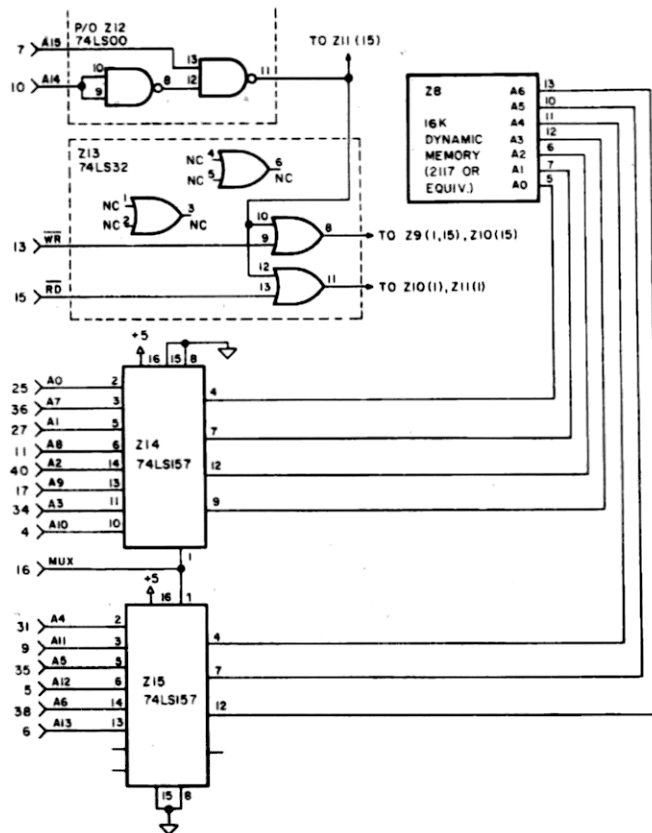 P/O Z12
74LS00
7 A15
10 A14
10
9
8
13
12
11
TO Z11 (15)
Z13
74LS32
NC 4
NC 5
6
NC
NC 1
NC 2
3
NC
10
9
8
TO Z9 (1,15), Z10 (15)
13 WR
12
13
11
TO Z10 (1), Z11 (1)
15 RD
Z8
16K
DYNAMIC
MEMORY
(2117 OR
EQUIV.)
A6 13
A5 10
A4 11
A3 12
A2 6
A1 7
A0 5
+5
16 15 8
25 A0 2
36 A7 3
27 A1 5
11 A8 6
40 A2 14
17 A9 13
34 A3 11
4 A10 10
Z14
74LS157
4
7
12
9
1
16 MUX
+5
16 1
31 A4 2
9 A11 3
35 A5 5
5 A12 6
38 A6 14
6 A13 13
Z15
74LS157
4
7
12
15 8